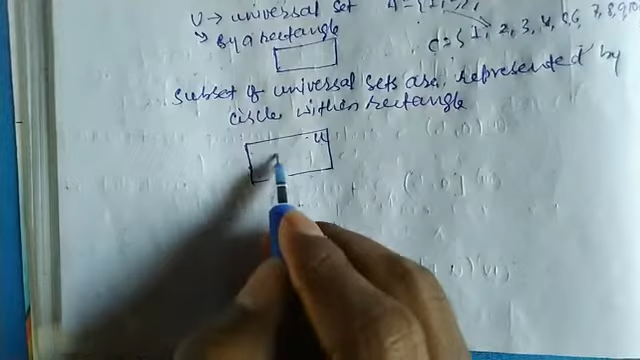 U → universal set A = {1,
↳ By a rectangle
C = {1, 2, 3, 4, 5, 6, 7, 8, 9, 10
subset of universal sets are represented by
circle within rectangle
U